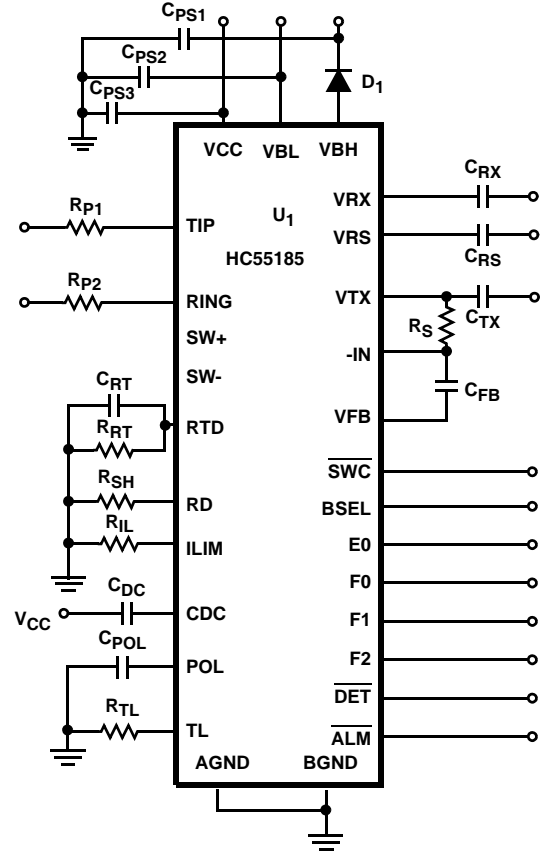 CPS1
CPS2
CPS3
D1
VCC VBL VBH
CRX
VRX
RP1
TIP
U1
VRS
HC55185
CRS
RP2
RING
VTX
CTX
RS
SW+
-IN
SW-
CRT
CFB
RRT
RTD
VFB
RSH
SWC
RD
BSEL
RIL
E0
ILIM
F0
CDC
VCC
CDC
F1
CPOL
POL
F2
RTL
DET
TL
ALM
AGND BGND